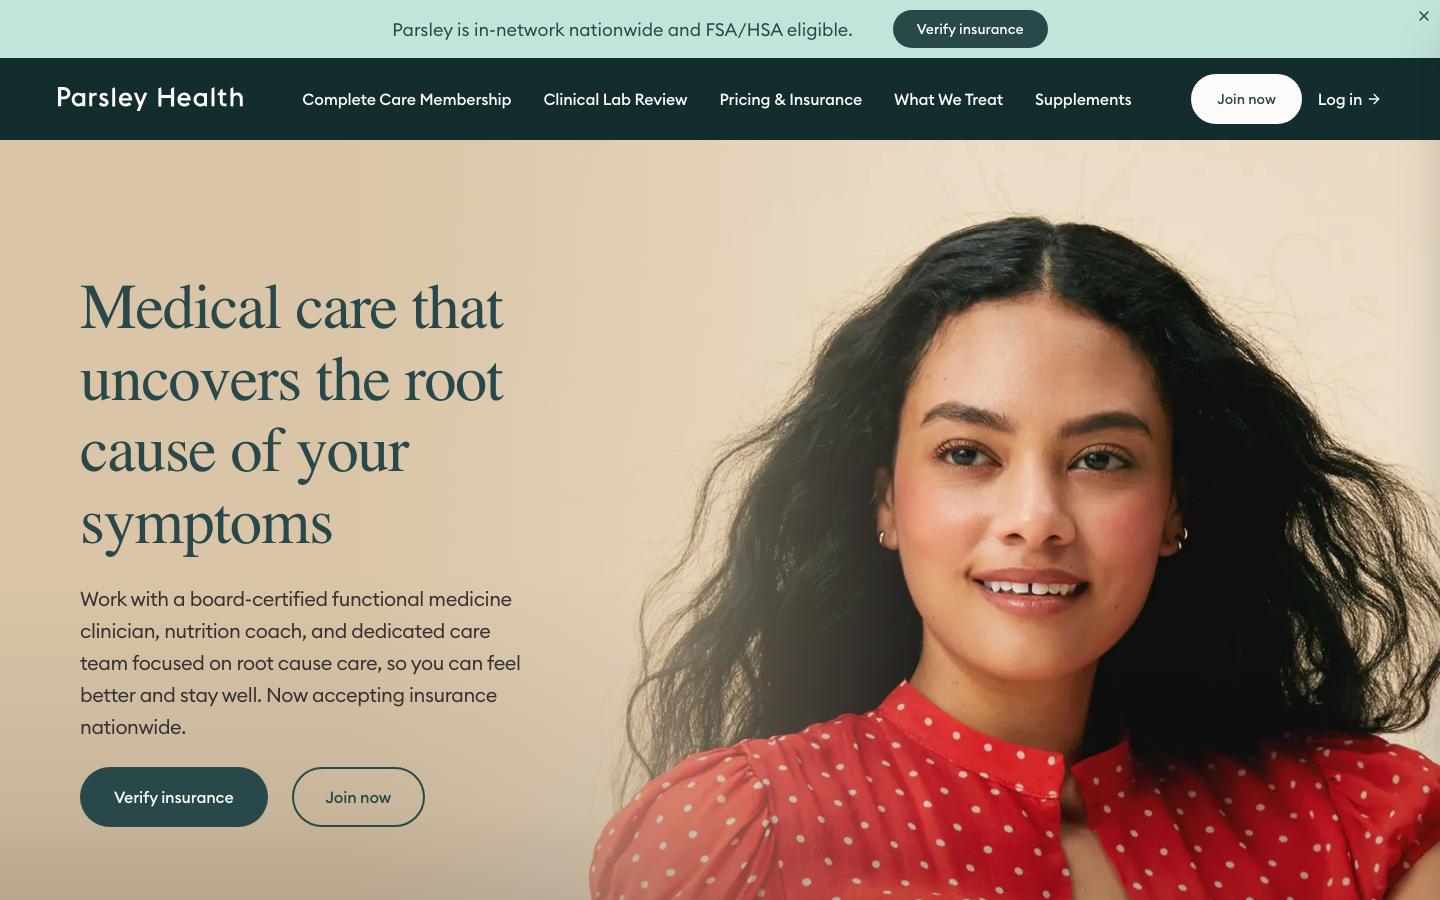 Parsley is in-network nationwide and FSA/HSA eligible.
Verify insurance
Parsley Health
Complete Care Membership
Clinical Lab Review
Pricing & Insurance
What We Treat
Supplements
Join now
Log in →
Medical care that
uncovers the root
cause of your
symptoms
Work with a board-certified functional medicine
clinician, nutrition coach, and dedicated care
team focused on root cause care, so you can feel
better and stay well. Now accepting insurance
nationwide.
Verify insurance
Join now